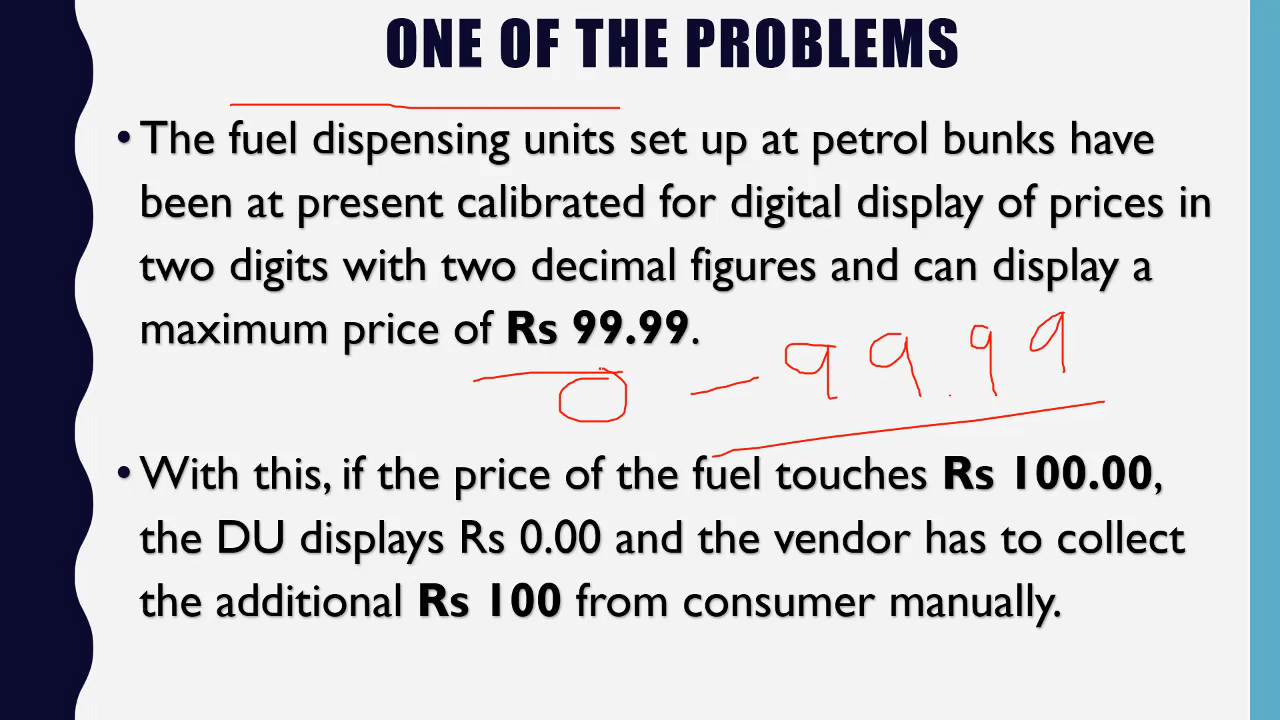 ONE OF THE PROBLEMS
• The fuel dispensing units set up at petrol bunks have
been at present calibrated for digital display of prices in
two digits with two decimal figures and can display a
maximum price of Rs 99.99.
0 – 99.99
• With this, if the price of the fuel touches Rs 100.00,
the DU displays Rs 0.00 and the vendor has to collect
the additional Rs 100 from consumer manually.